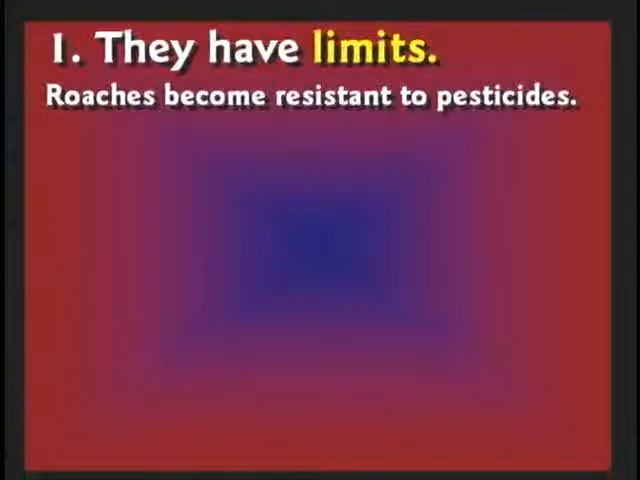 1. They have limits.
Roaches become resistant to pesticides.